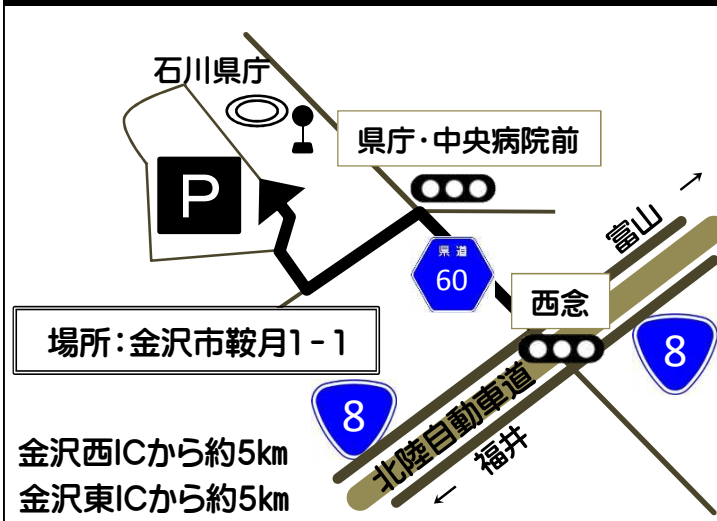 石川県庁
県庁・中央病院前
P
県道
60
富山
→
西念
場所：金沢市鞍月1-1
8
8
北陸自動車道
福井
←
金沢西ICから約5km
金沢東ICから約5km